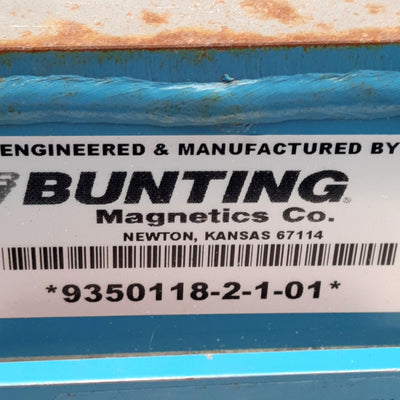 ENGINEERED & MANUFACTURED BY
BUNTING®
Magnetics Co.
NEWTON, KANSAS 67114
*9350118-2-1-01*